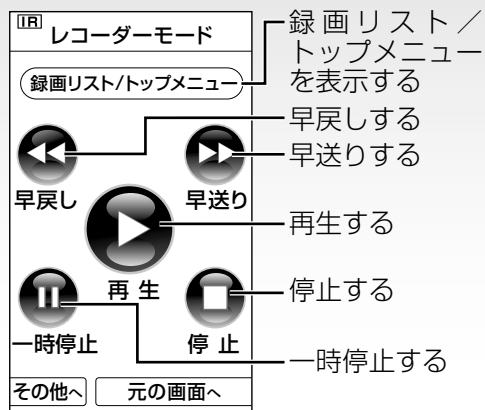 IR
レコーダーモード
録画リスト/トップメニュー
早戻し
早送り
再 生
一時停止
停 止
その他へ
元の画面へ
録画リスト／
トップメニュー
を表示する
早戻しする
早送りする
再生する
停止する
一時停止する